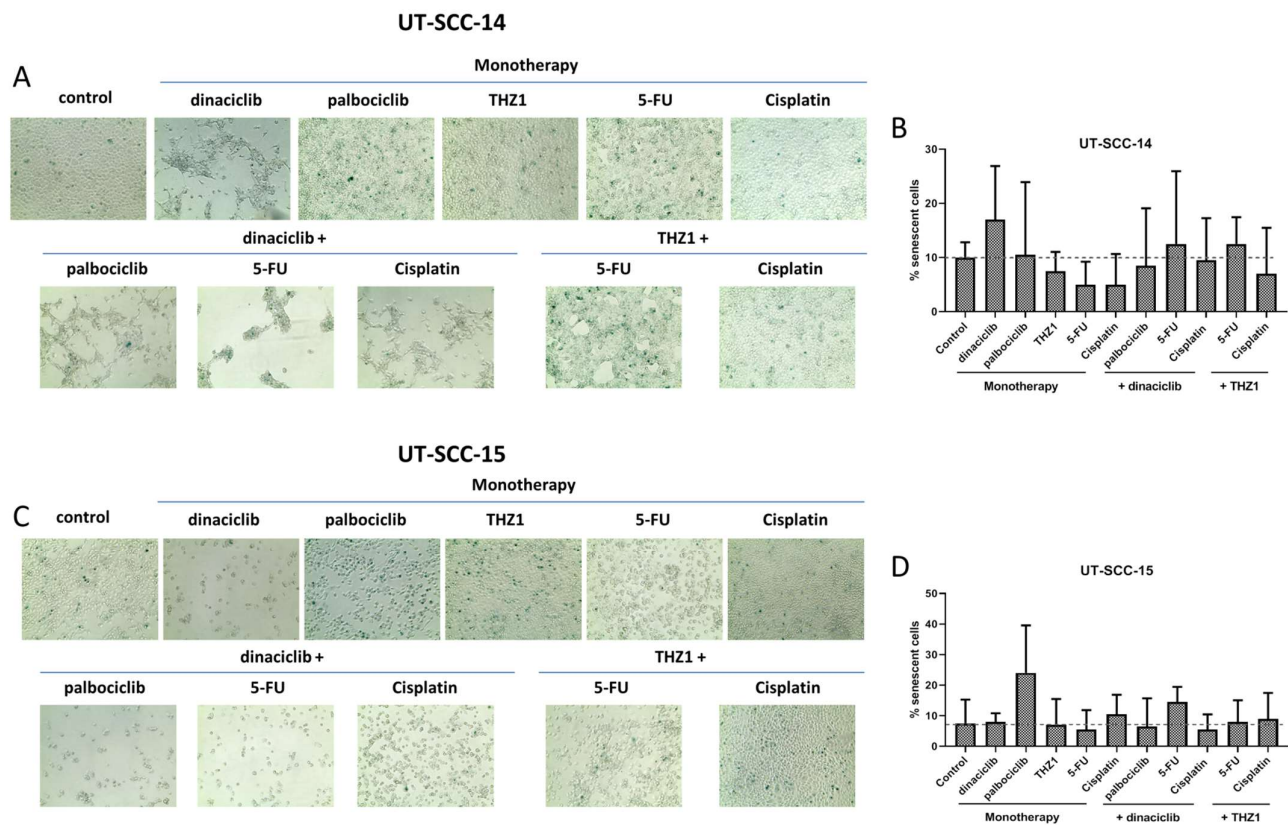 UT-SCC-14
A
Monotherapy
control dinaciclib palbociclib THZ1 5-FU Cisplatin
dinaciclib + THZ1 +
palbociclib 5-FU Cisplatin 5-FU Cisplatin
B
UT-SCC-14
% senescent cells
30
20
10
0
Control dinaciclib palbociclib THZ1 5-FU Cisplatin palbociclib 5-FU Cisplatin 5-FU Cisplatin
Monotherapy + dinaciclib + THZ1
UT-SCC-15
C
Monotherapy
control dinaciclib palbociclib THZ1 5-FU Cisplatin
dinaciclib + THZ1 +
palbociclib 5-FU Cisplatin 5-FU Cisplatin
D
UT-SCC-15
% senescent cells
50
40
30
20
10
0
Control dinaciclib palbociclib THZ1 5-FU Cisplatin palbociclib 5-FU Cisplatin 5-FU Cisplatin
Monotherapy + dinaciclib + THZ1